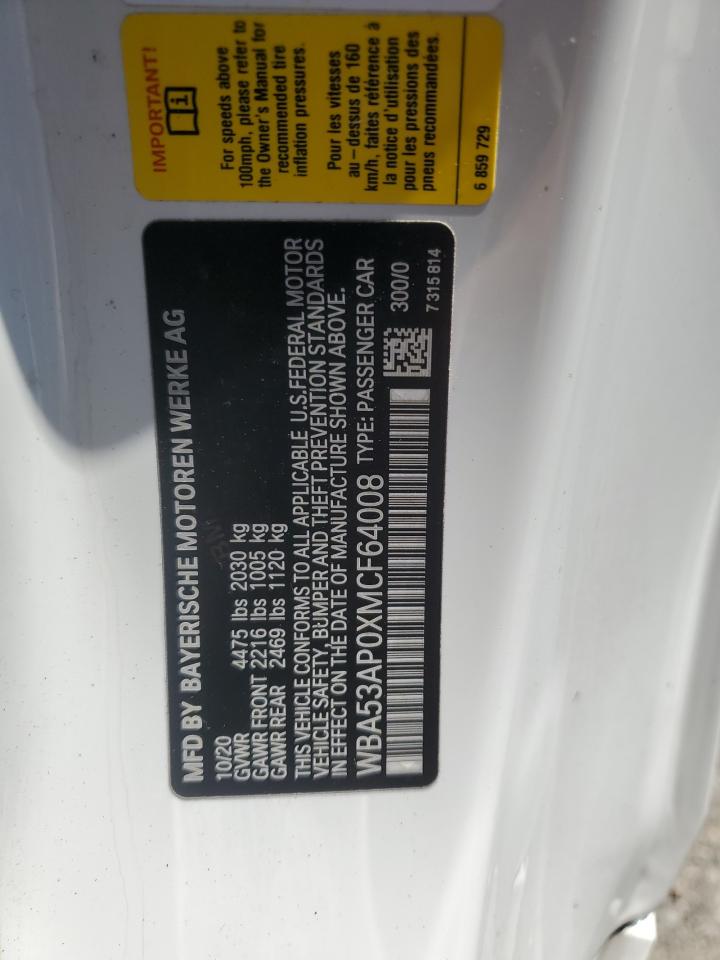 IMPORTANT!
For speeds above
100mph, please refer to
the Owner's Manual for
recommended tire
inflation pressures.
Pour les vitesses
au-dessus de 160
km/h, faites référence à
la notice d'utilisation
pour les pressions des
pneus recommandées.
6 859 729
MFD BY BAYERISCHE MOTOREN WERKE AG
10/20
GVWR 4475 lbs 2030 kg
GAWR FRONT 2216 lbs 1005 kg
GAWR REAR 2469 lbs 1120 kg
THIS VEHICLE CONFORMS TO ALL APPLICABLE U.S.FEDERAL MOTOR
VEHICLE SAFETY, BUMPER AND THEFT PREVENTION STANDARDS
IN EFFECT ON THE DATE OF MANUFACTURE SHOWN ABOVE.
WBA53AP0XMCF64008 TYPE: PASSENGER CAR
300/0
7 315 814